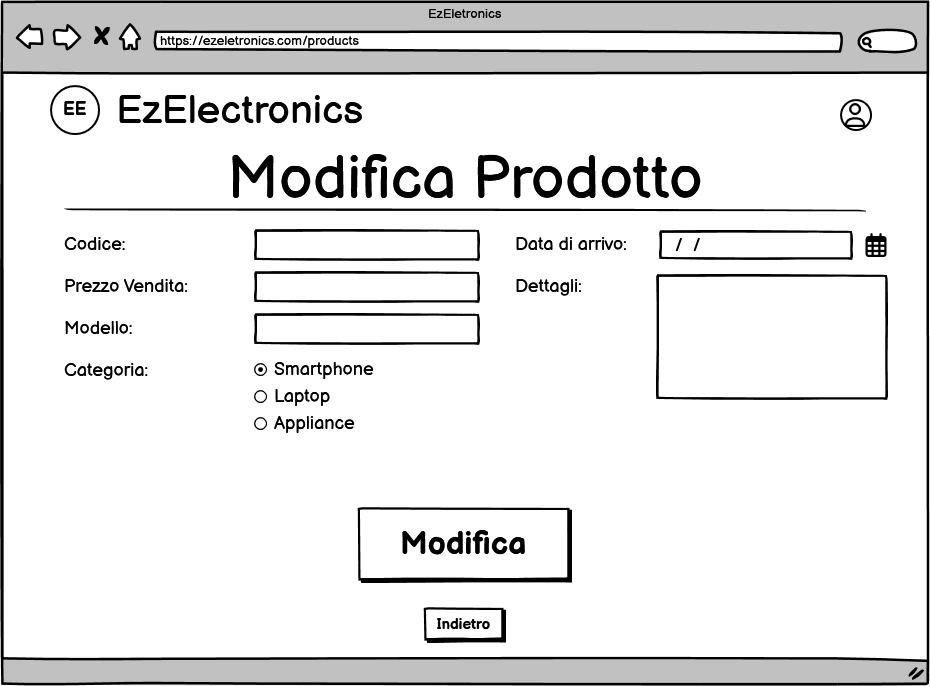 EzEletronics
https://ezeletronics.com/products
EE
EzElectronics
Modifica Prodotto
Codice:
Data di arrivo:
/ /
Prezzo Vendita:
Dettagli:
Modello:
Categoria:
Smartphone
Laptop
Appliance
Modifica
Indietro